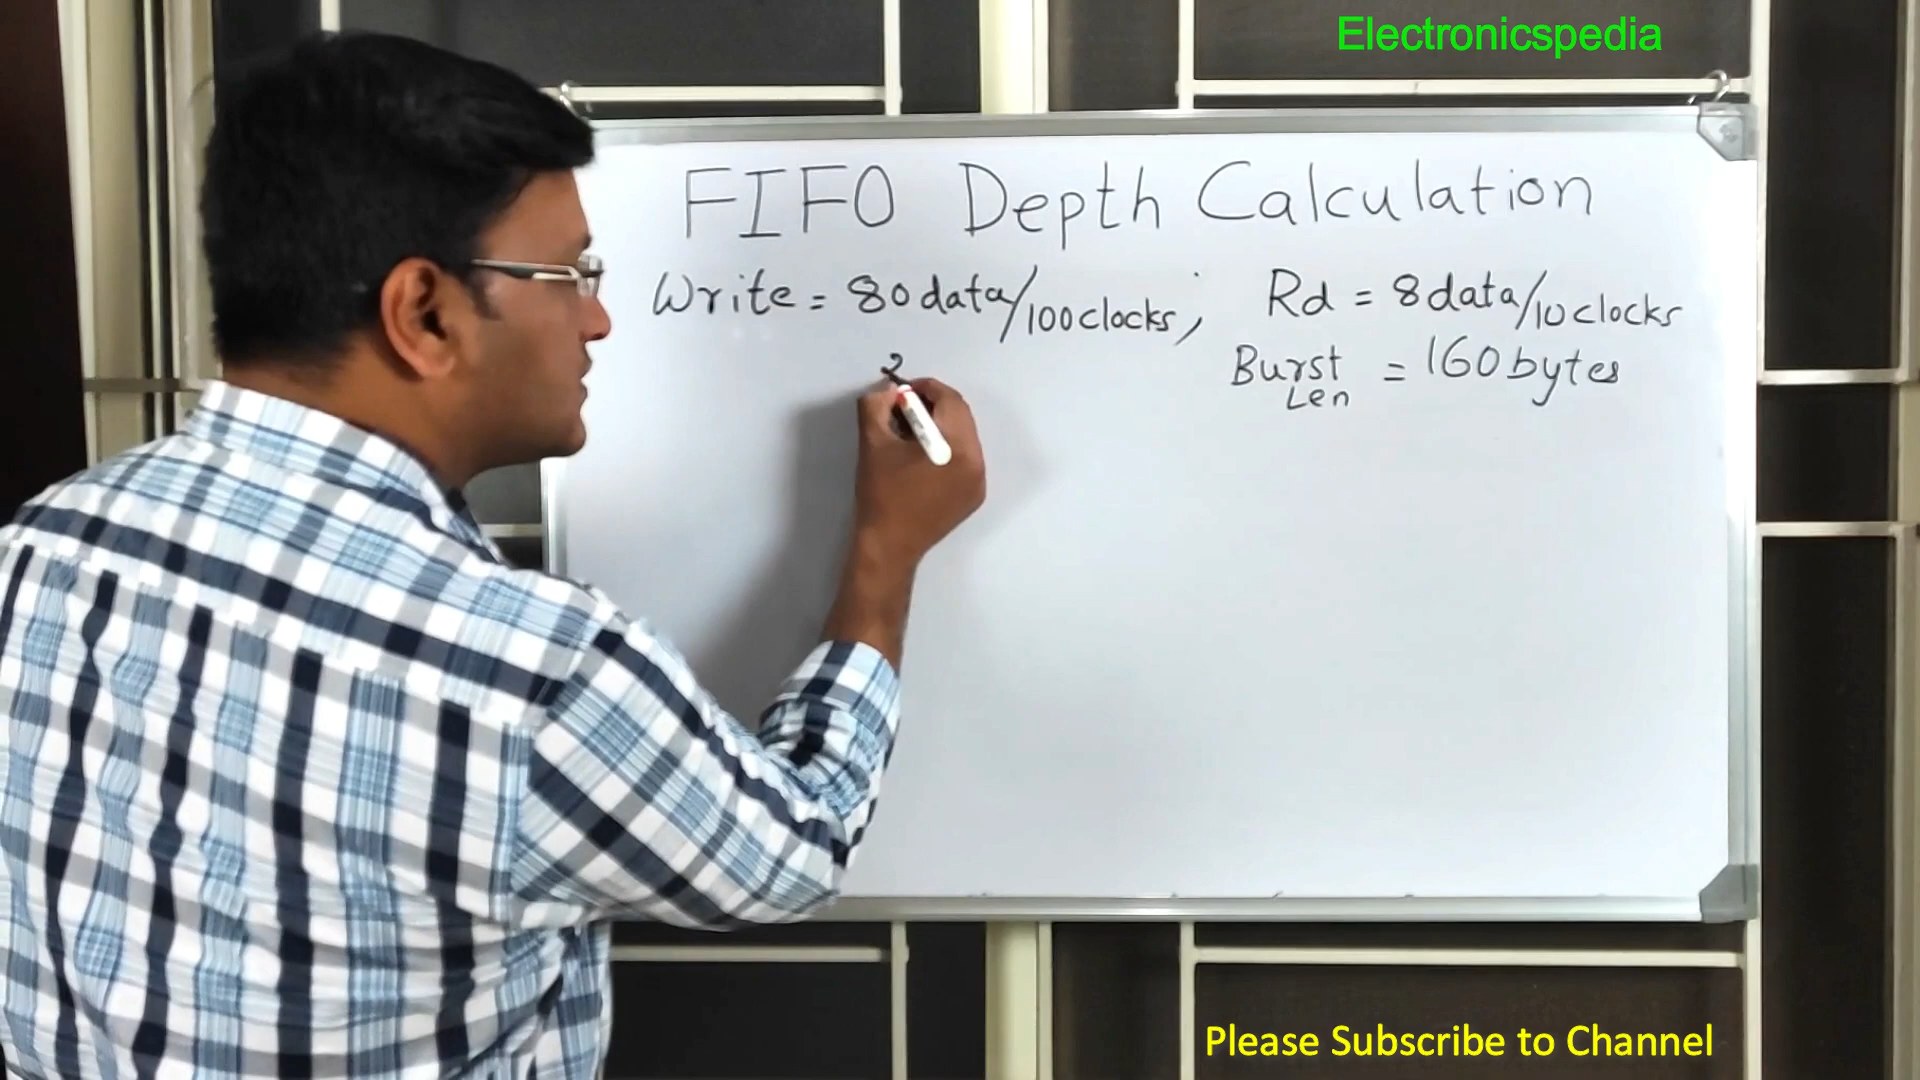 Electronicspedia
FIFO Depth Calculation
Write = 80 data/100 clocks, Rd = 8 data/10 clocks
Burst Len = 160 bytes
Please Subscribe to Channel